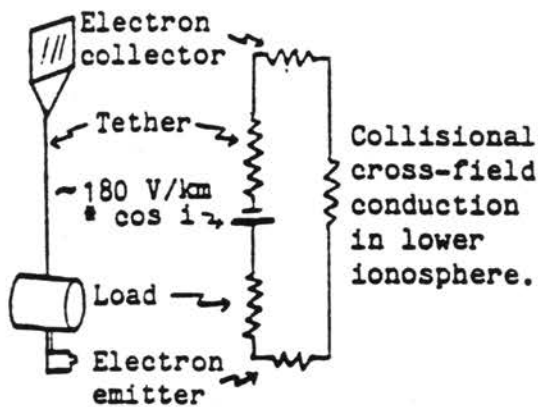 Electron
collector
Tether
~180 V/km
* cos i
Load
Electron
emitter
Collisional
cross-field
conduction
in lower
ionosphere.